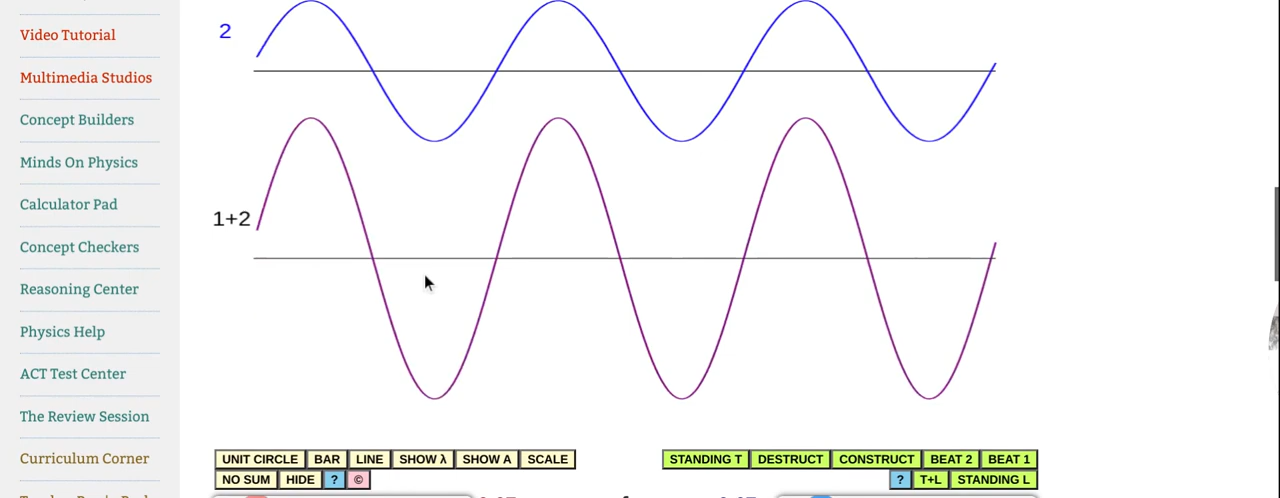 Video Tutorial
Multimedia Studios
Concept Builders
Minds On Physics
Calculator Pad
Concept Checkers
Reasoning Center
Physics Help
ACT Test Center
The Review Session
Curriculum Corner
2
1+2
UNIT CIRCLE BAR LINE SHOW λ SHOW A SCALE
NO SUM HIDE ? ©
STANDING T DESTRUCT CONSTRUCT BEAT 2 BEAT 1
? T+L STANDING L